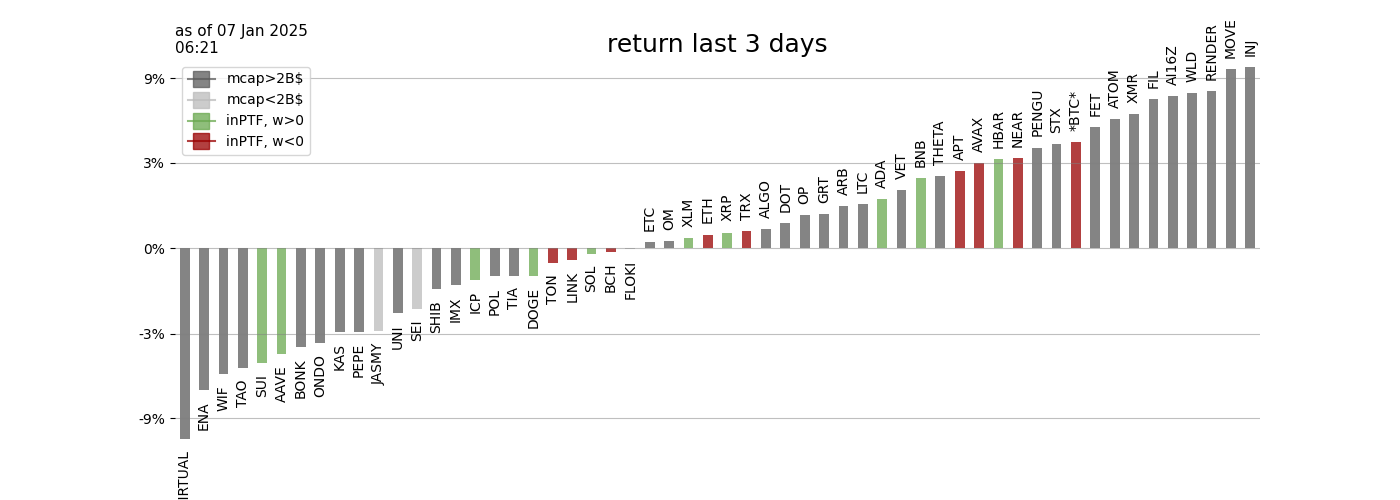 as of 07 Jan 2025
06:21
return last 3 days
mcap>2B$
mcap<2B$
inPTF, w>0
inPTF, w<0
9%
3%
0%
-3%
-9%
IRTUAL
ENA
WIF
TAO
SUI
AAVE
BONK
ONDO
KAS
PEPE
JASMY
UNI
SEI
SHIB
IMX
ICP
POL
TIA
DOGE
TON
LINK
SOL
BCH
FLOKI
ETC
OM
XLM
ETH
XRP
TRX
ALGO
DOT
OP
GRT
ARB
LTC
ADA
VET
BNB
THETA
APT
AVAX
HBAR
NEAR
PENGU
STX
*BTC*
FET
ATOM
XMR
FIL
AI16Z
WLD
RENDER
MOVE
INJ